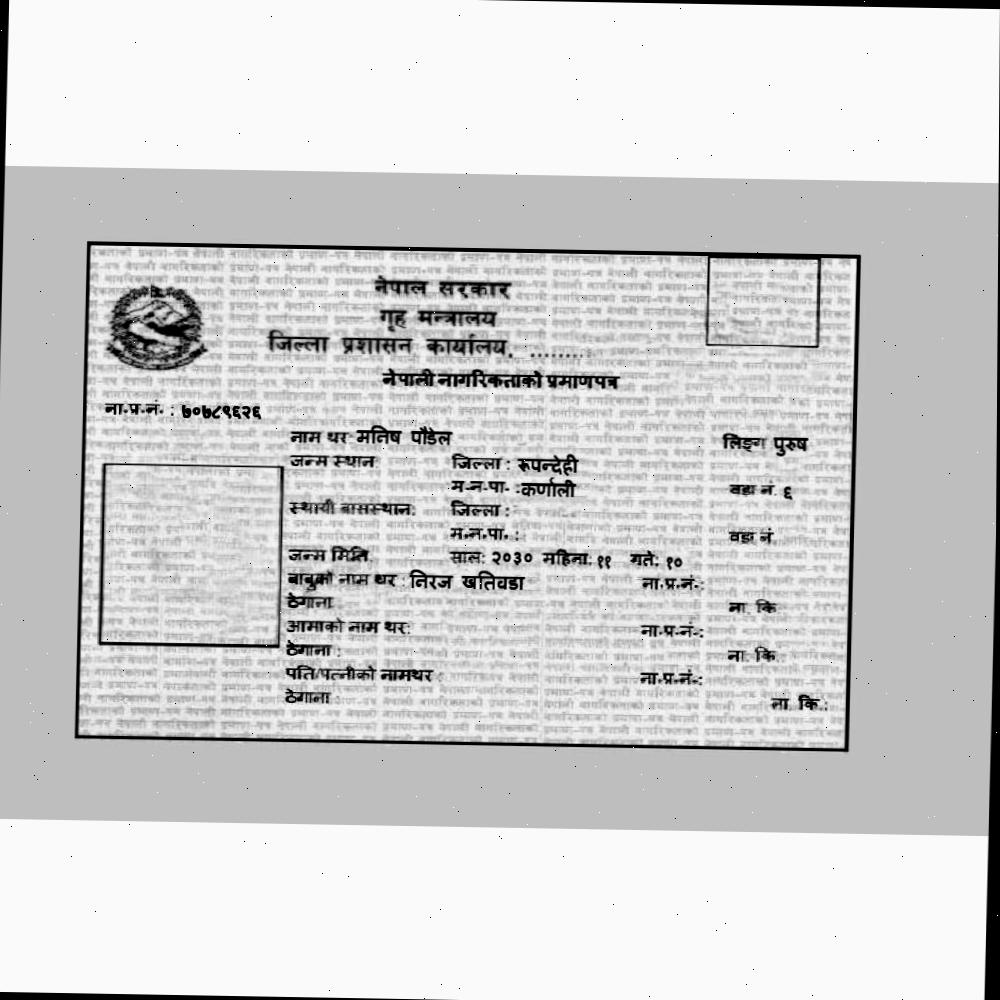 नेपाल सरकार
गृह मन्त्रालय
जिल्ला प्रशासन कार्यालय, .........
नेपाली नागरिकताको प्रमाणपत्र
ना.प्र.नं. : ७०७८९६२६
नाम थर मनिष पौडेल लिङ्ग पुरुष
जन्म स्थान: जिल्ला : रूपन्देही
म.न.पा. :कर्णाली वडा नं. ६
स्थायी बासस्थान: जिल्ला :
म.न.पा. : वडा नं.
जन्म मिति: साल: २०३० महिना: ११ गते: १०
बाबुको नाम थर : निरज खतिवडा ना.प्र.नं.:
ठेगाना : ना. कि.
आमाको नाम थर: ना.प्र.नं.:
ठेगाना : ना. कि.
पति/पत्नीको नामथर : ना.प्र.नं.:
ठेगाना : ना. कि.: